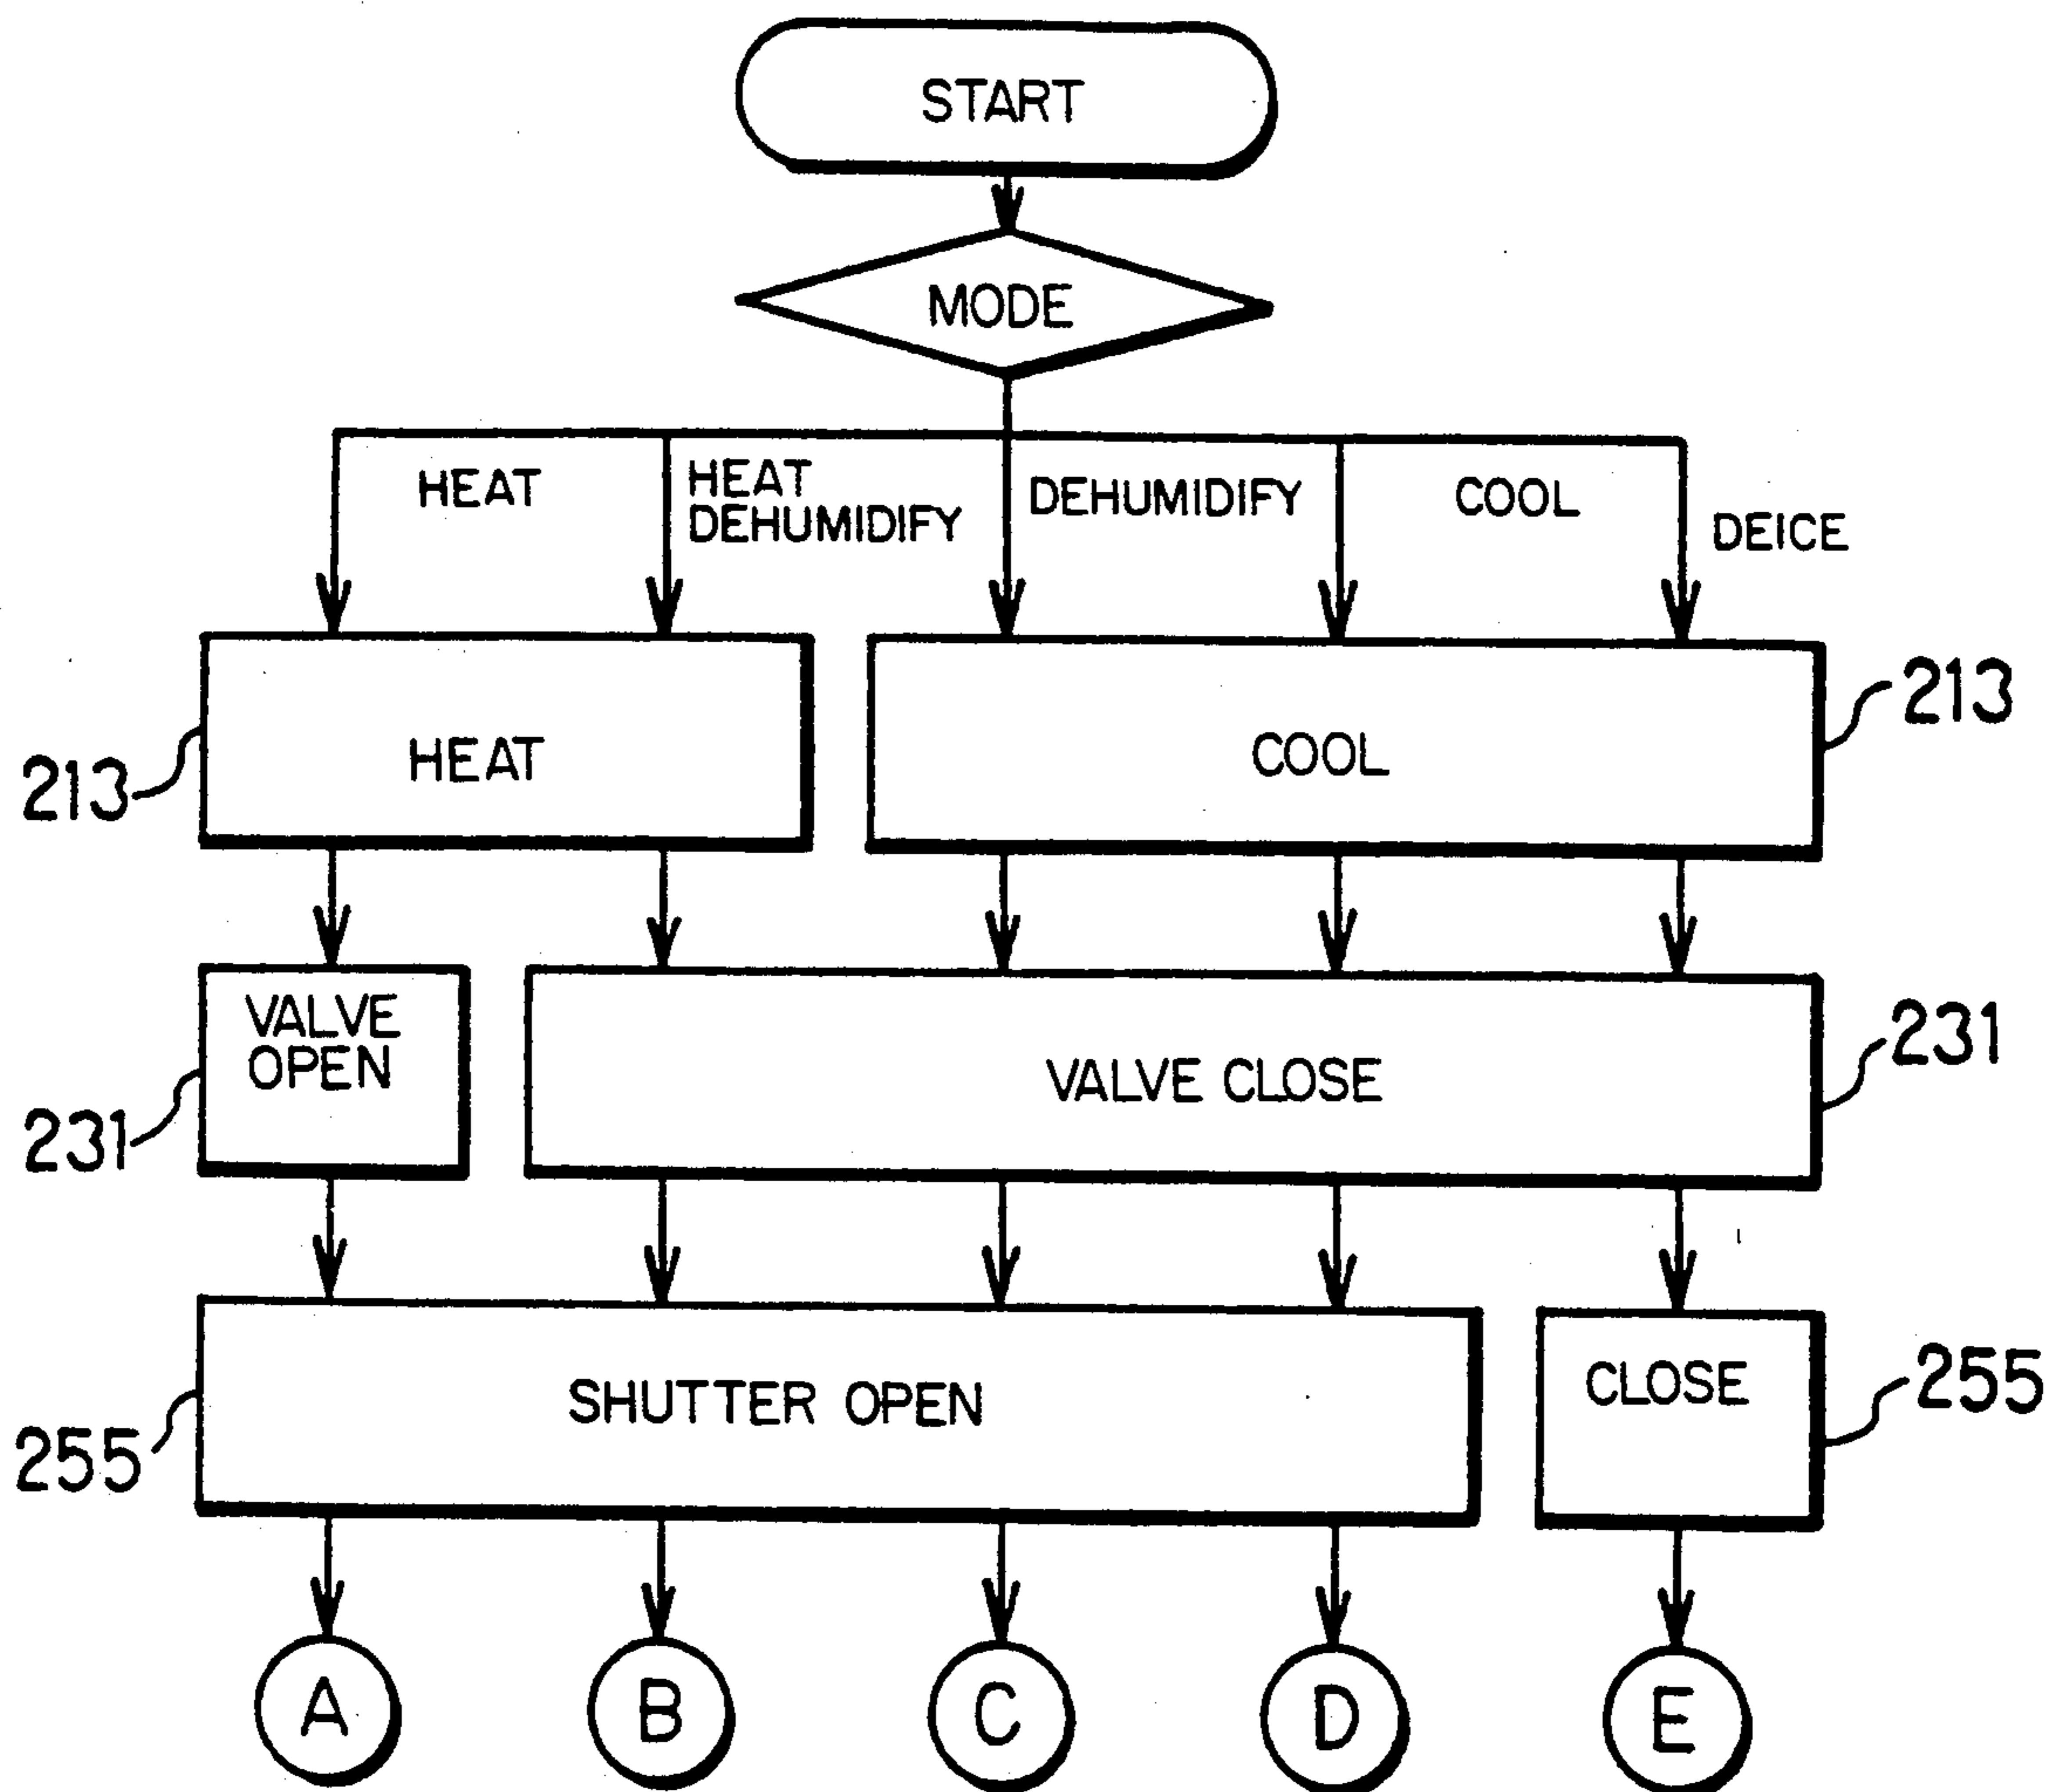 START
MODE
HEAT
HEAT
DEHUMIDIFY
DEHUMIDIFY
COOL
DEICE
213
HEAT
COOL
213
231
VALVE
OPEN
VALVE CLOSE
231
255
SHUTTER OPEN
CLOSE
255
A
B
C
D
E